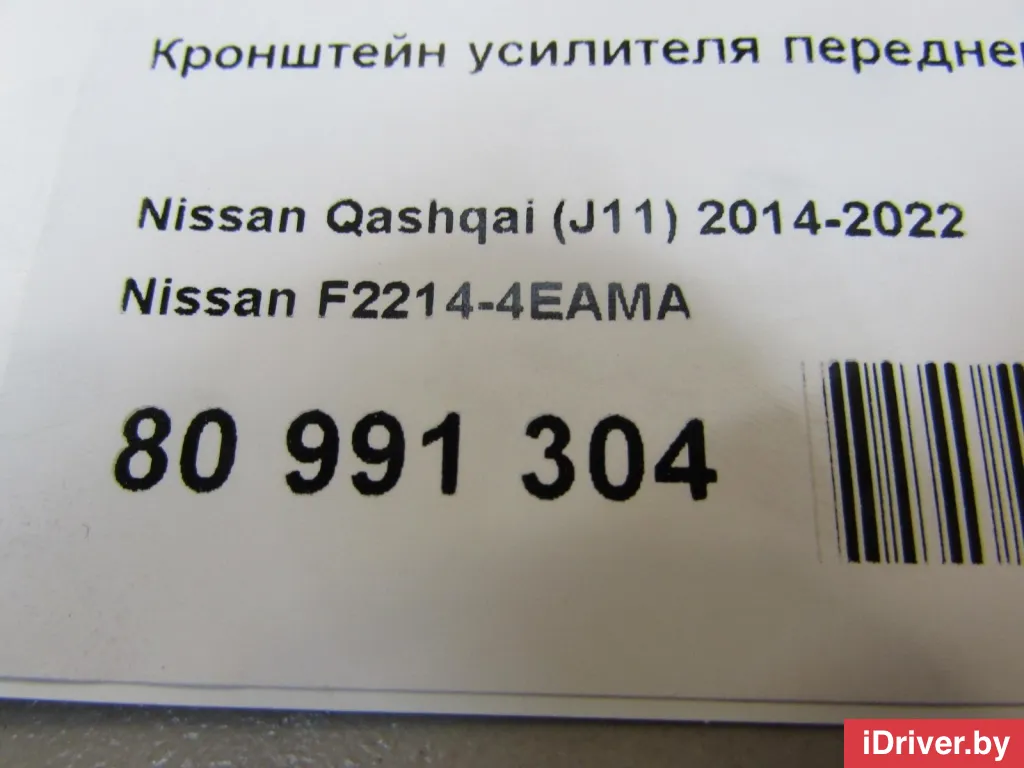 Кронштейн усилителя передне
Nissan Qashqai (J11) 2014-2022
Nissan F2214-4EAMA
80 991 304
iDriver.by